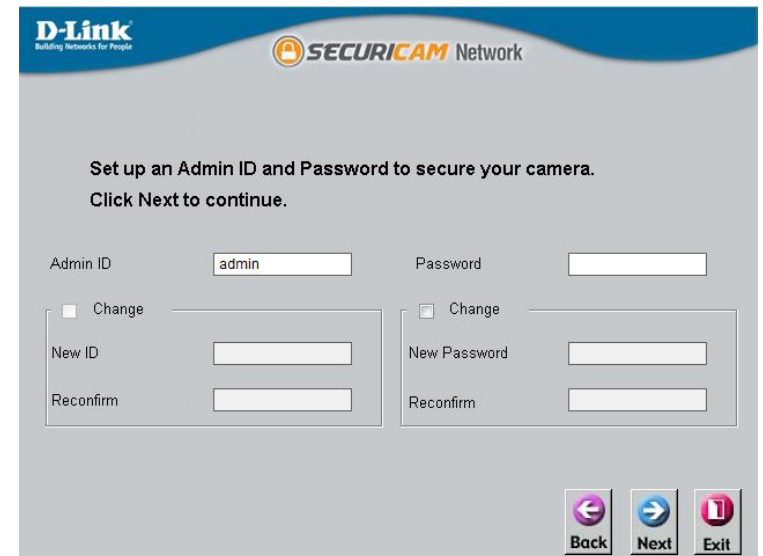 D-Link
Building Networks for People
SECURICAM Network
Set up an Admin ID and Password to secure your camera.
Click Next to continue.
Admin ID admin Password
Change Change
New ID New Password
Reconfirm Reconfirm
Back Next Exit